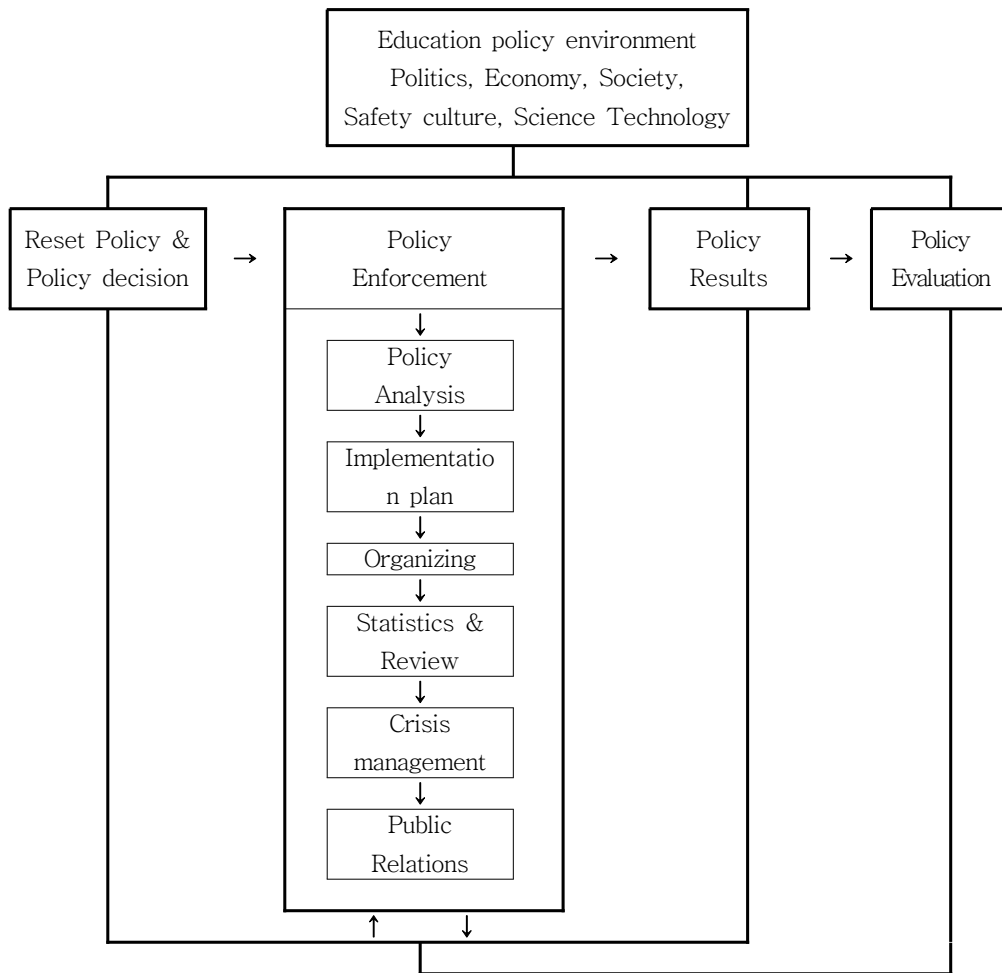 Education policy environment
Politics, Economy, Society,
Safety culture, Science Technology
Reset Policy &
Policy decision
→
Policy
Enforcement
→
Policy
Results
→
Policy
Evaluation
↓
Policy
Analysis
↓
Implementatio
n plan
↓
Organizing
↓
Statistics &
Review
↓
Crisis
management
↓
Public
Relations
↑ ↓